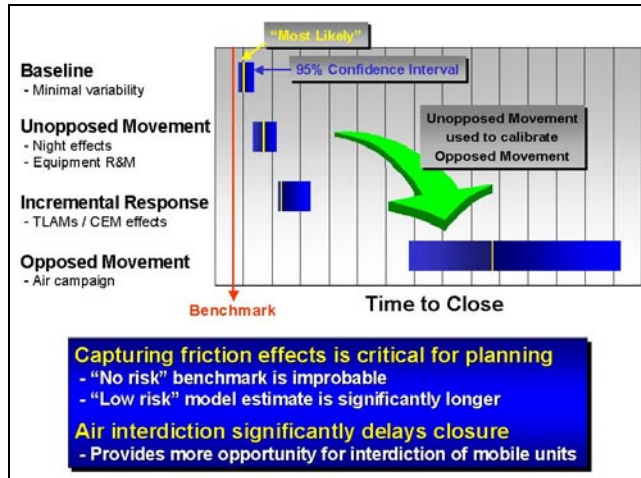 "Most Likely"
Baseline
- Minimal variability
95% Confidence Interval
Unopposed Movement
- Night effects
- Equipment R&M
Unopposed Movement
used to calibrate
Opposed Movement
Incremental Response
- TLAMs / CEM effects
Opposed Movement
- Air campaign
Benchmark
Time to Close
Capturing friction effects is critical for planning
- "No risk" benchmark is improbable
- "Low risk" model estimate is significantly longer
Air interdiction significantly delays closure
- Provides more opportunity for interdiction of mobile units